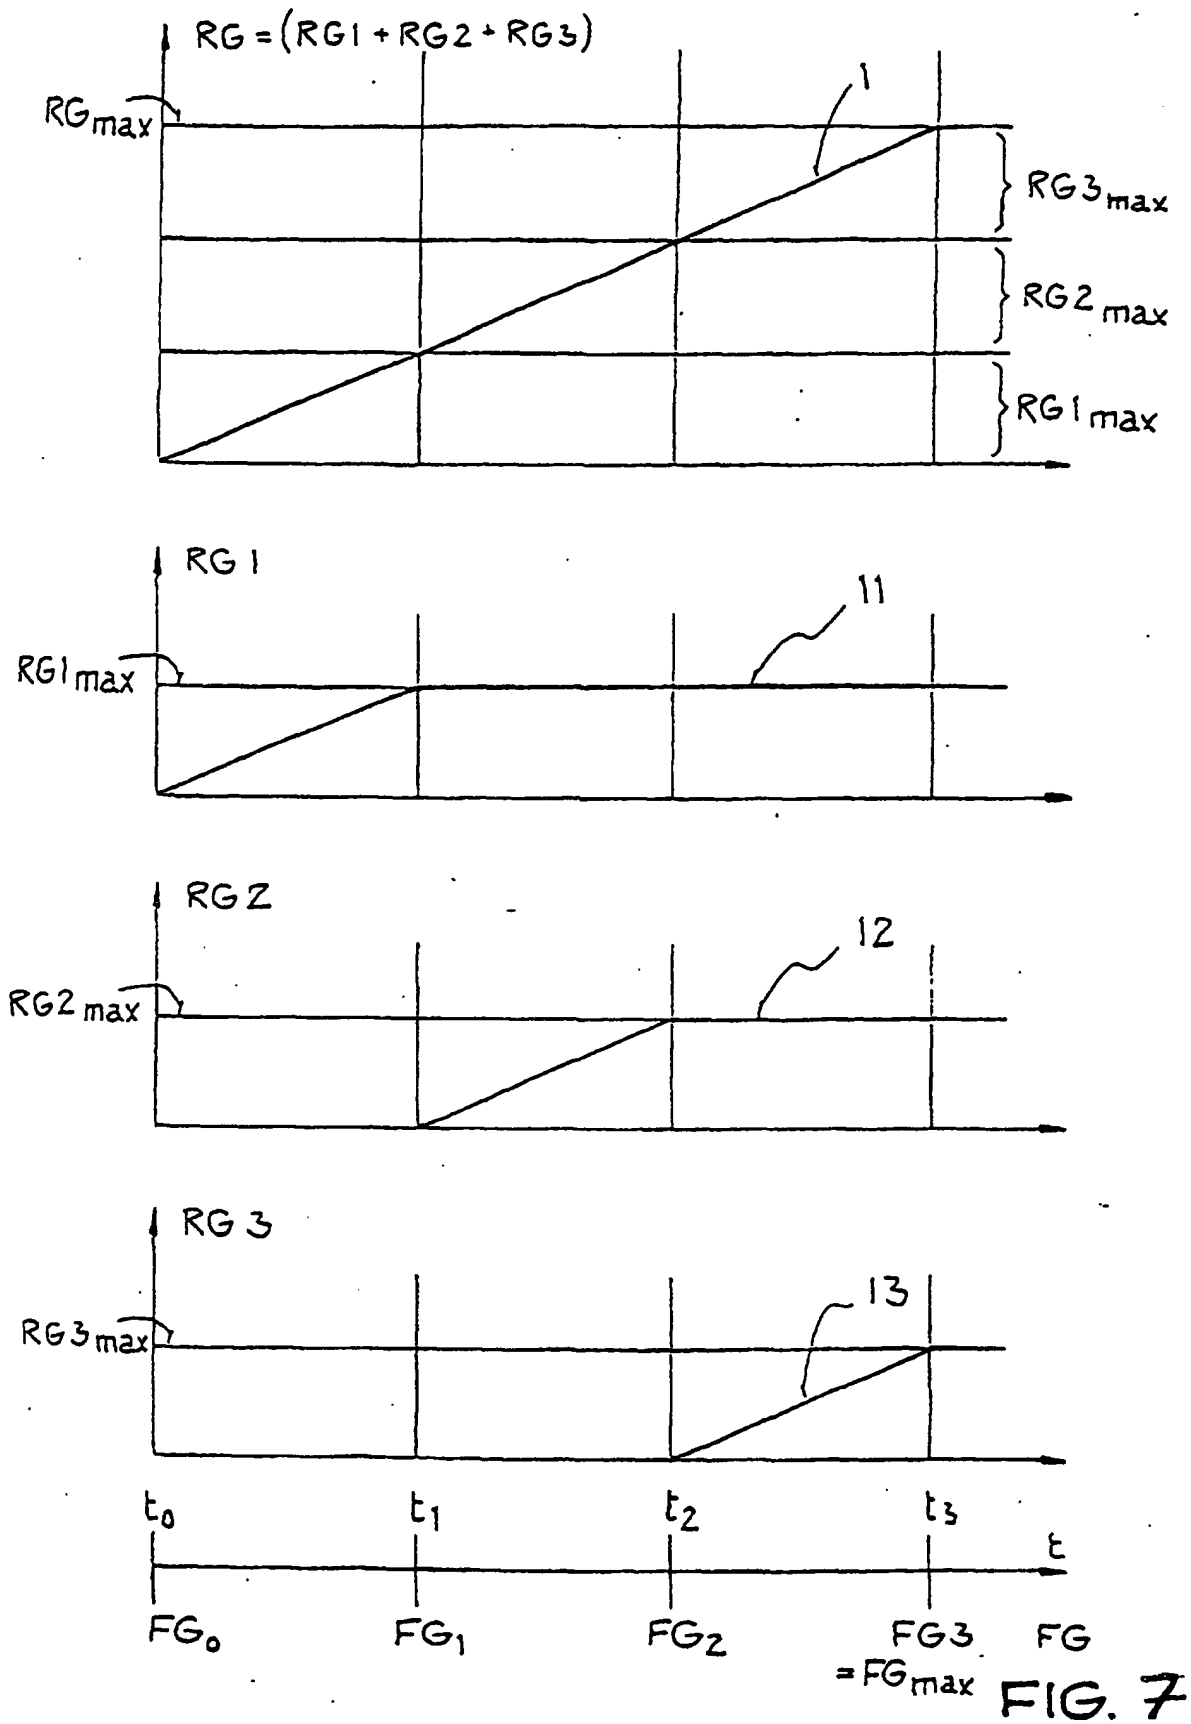 RG = (RG1 + RG2 + RG3)
1
RGmax
RG3max
RG2max
RG1max
RG1
11
RG1max
RG2
12
RG2max
RG3
13
RG3max
t0 t1 t2 t3 t
FG0 FG1 FG2 FG3 FG
= FGmax
FIG. 7